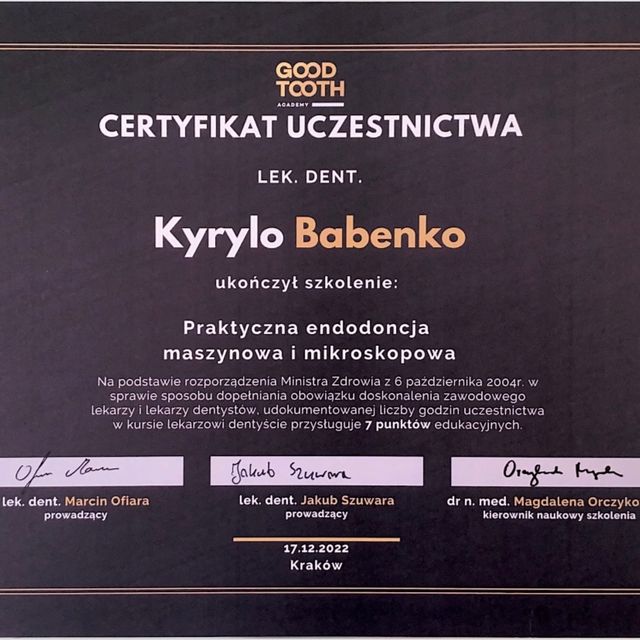 GOOD
TOOTH
ACADEMY
CERTYFIKAT UCZESTNICTWA
LEK. DENT.
Kyrylo Babenko
ukończył szkolenie:
Praktyczna endodoncja
maszynowa i mikroskopowa
Na podstawie rozporządzenia Ministra Zdrowia z 6 października 2004r. w
sprawie sposobu dopełniania obowiązku doskonalenia zawodowego
lekarzy i lekarzy dentystów, udokumentowanej liczby godzin uczestnictwa
w kursie lekarzowi dentyście przysługuje 7 punktów edukacyjnych.
Jakub Szuwara
lek. dent. Marcin Ofiara
prowadzący
lek. dent. Jakub Szuwara
prowadzący
dr n. med. Magdalena Orczyko
kierownik naukowy szkolenia
17.12.2022
Kraków